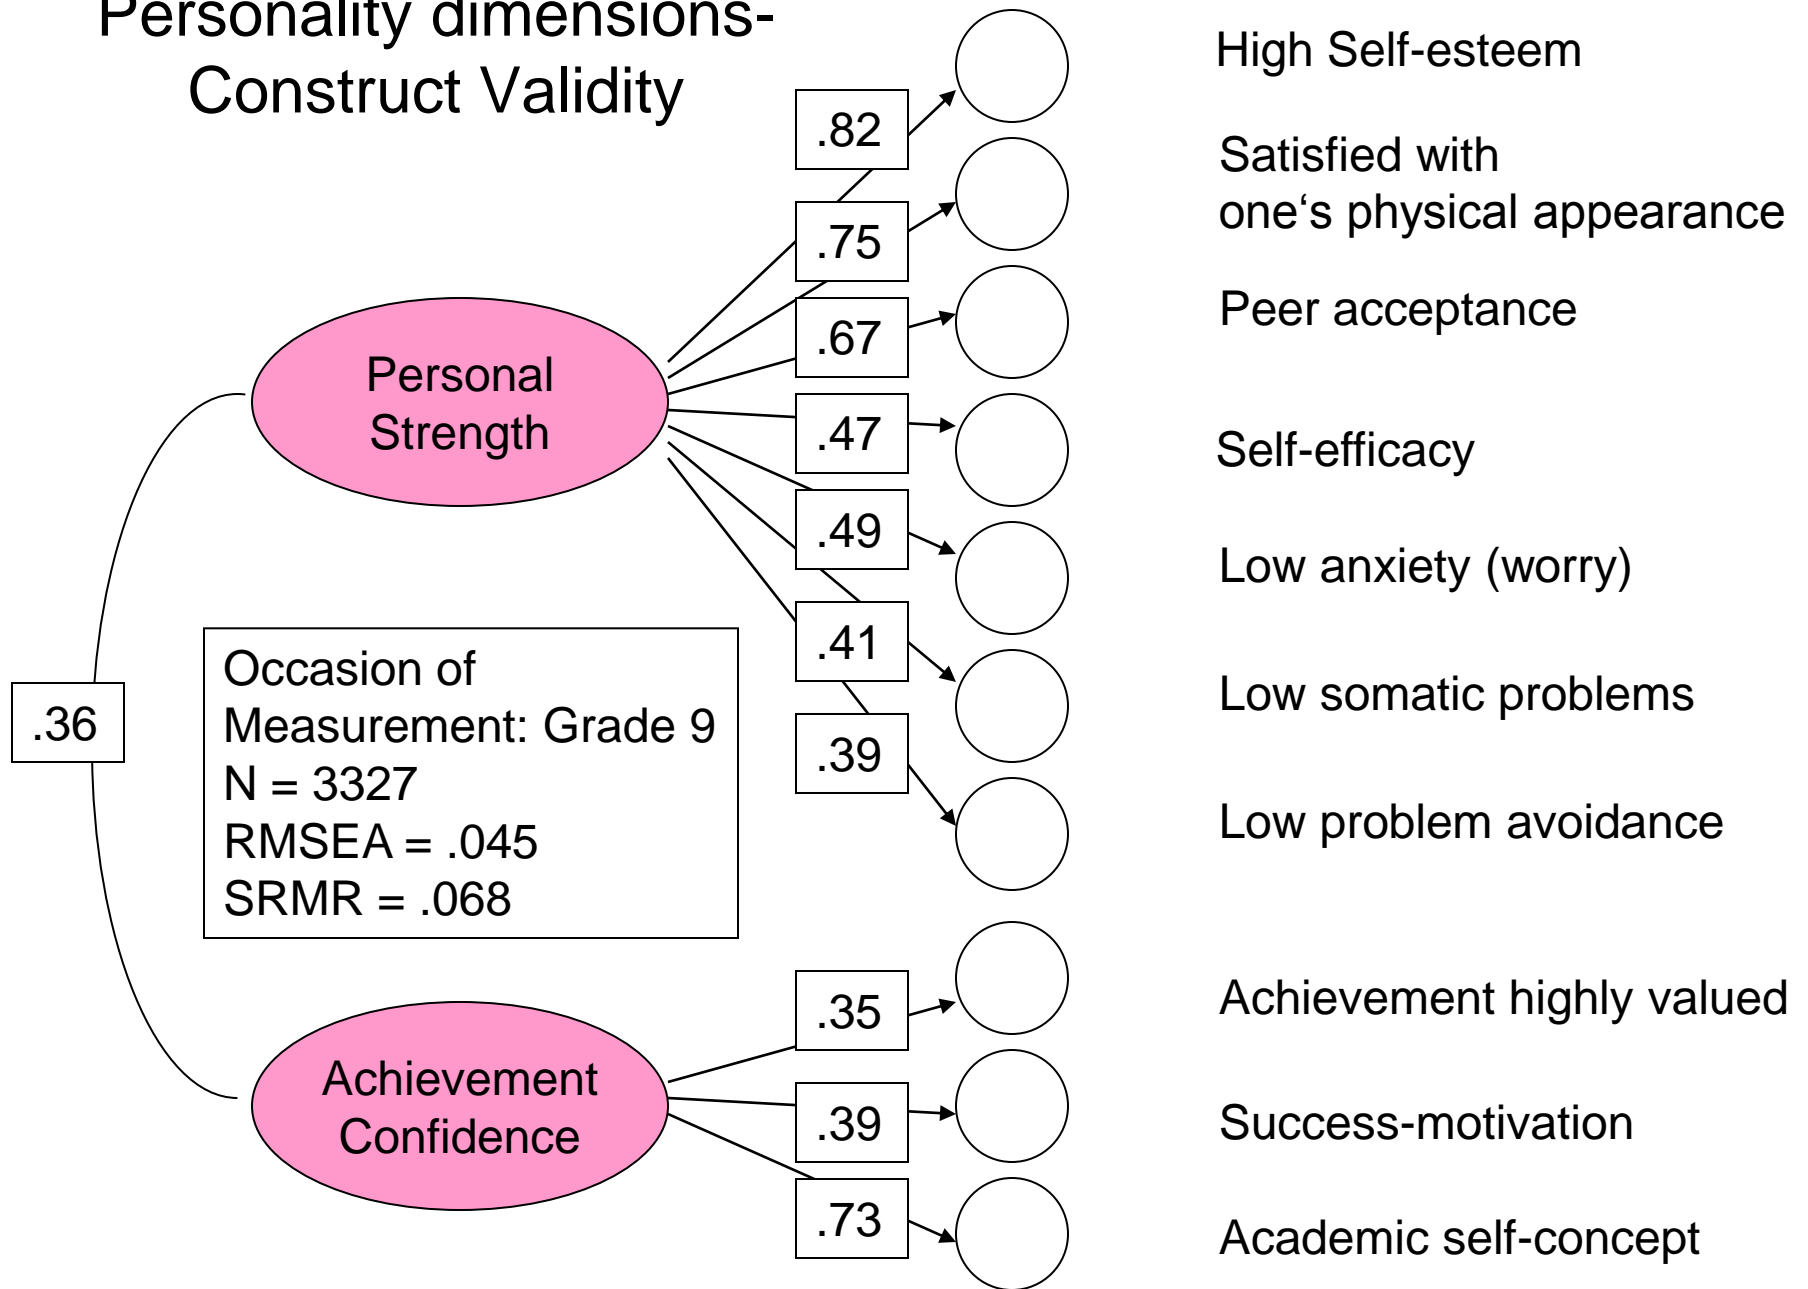 Personality dimensions-
Construct Validity
High Self-esteem
.82
Satisfied with
one‘s physical appearance
.75
Peer acceptance
.67
Personal
Strength
.47
Self-efficacy
.49
Low anxiety (worry)
.41
Low somatic problems
.39
Low problem avoidance
.36
Occasion of
Measurement: Grade 9
N = 3327
RMSEA = .045
SRMR = .068
Achievement
Confidence
.35
Achievement highly valued
.39
Success-motivation
.73
Academic self-concept